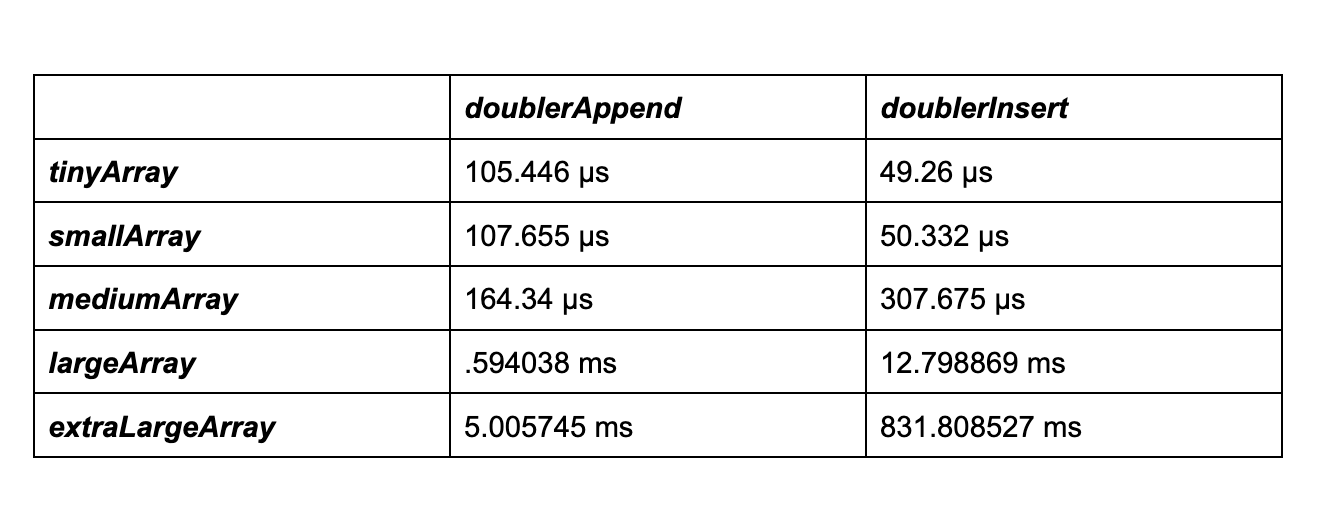 doublerAppend doublerInsert
tinyArray 105.446 µs 49.26 µs
smallArray 107.655 µs 50.332 µs
mediumArray 164.34 µs 307.675 µs
largeArray .594038 ms 12.798869 ms
extraLargeArray 5.005745 ms 831.808527 ms